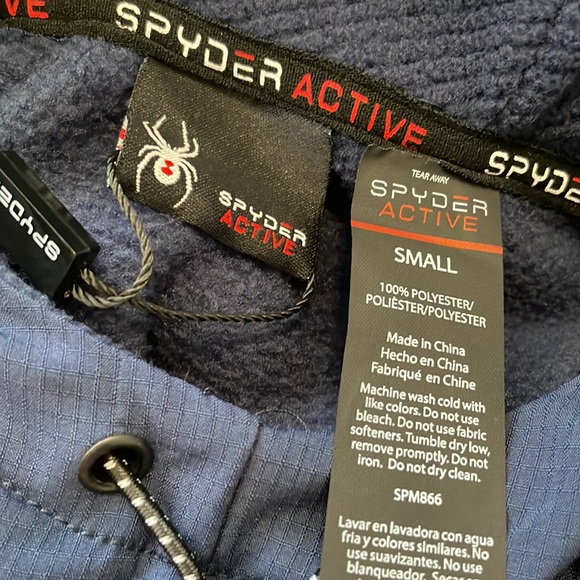 VE
SPYDER ACTIVE
SPYDE
SPYDER
ACTIVE
SPYDER
TEAR AWAY
SPYDER
ACTIVE
SMALL
100% POLYESTER/
POLIÉSTER/POLYESTER
Made in China
Hecho en China
Fabriqué en Chine
Machine wash cold with
like colors. Do not use
bleach. Do not use fabric
softeners. Tumble dry low,
remove promptly. Do not
iron. Do not dry clean.
SPM866
Lavar en lavadora con agua
fria y colores similares. No
use suavizantes. No use
blanqueador.